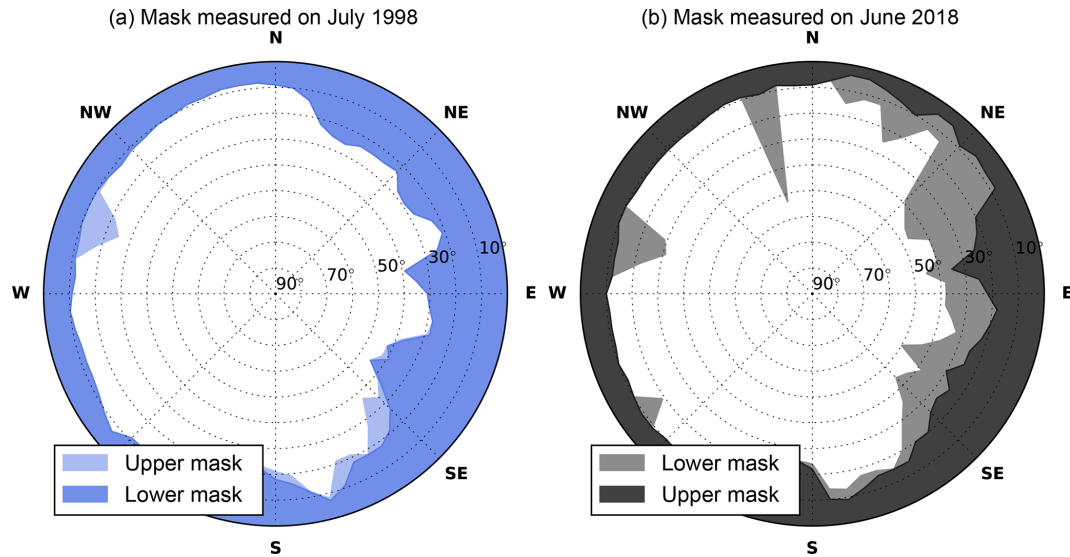 (a) Mask measured on July 1998
N
NW
NE
W
E
10°
30°
50°
70°
90°
Upper mask
Lower mask
SE
S
(b) Mask measured on June 2018
N
NW
NE
W
E
10°
30°
50°
70°
90°
Lower mask
Upper mask
SE
S